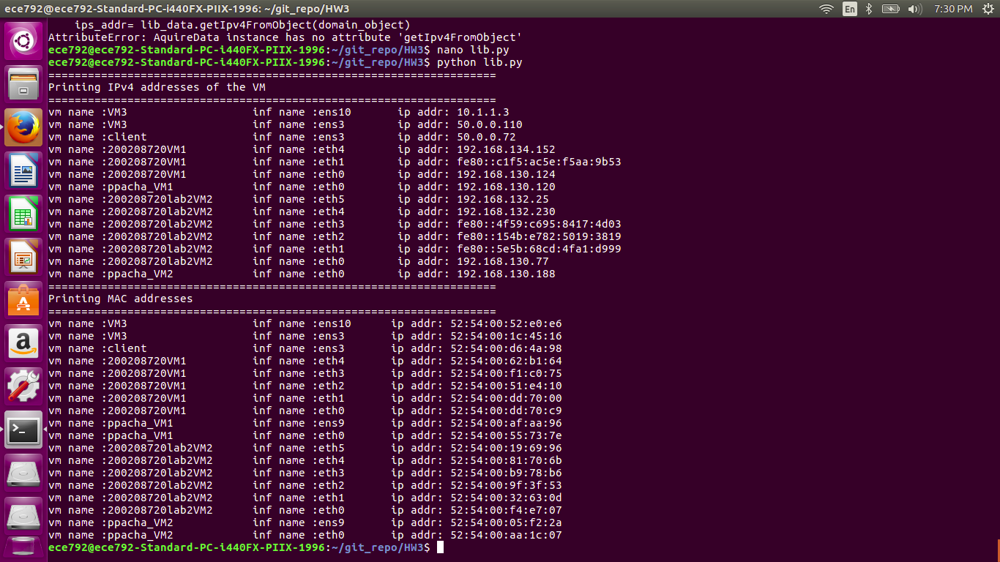 ece792@ece792-Standard-PC-i440FX-PIIX-1996: ~/git_repo/HW3
En
7:30 PM
ips_addr= lib_data.getIpv4FromObject(domain_object)
AttributeError: AquireData instance has no attribute 'getIpv4FromObject'
ece792@ece792-Standard-PC-i440FX-PIIX-1996:~/git_repo/HW3$ nano lib.py
ece792@ece792-Standard-PC-i440FX-PIIX-1996:~/git_repo/HW3$ python lib.py
====================================================================
Printing IPv4 addresses of the VM
====================================================================
vm name :VM3 inf name :ens10 ip addr: 10.1.1.3
vm name :VM3 inf name :ens3 ip addr: 50.0.0.110
vm name :client inf name :ens3 ip addr: 50.0.0.72
vm name :200208720VM1 inf name :eth4 ip addr: 192.168.134.152
vm name :200208720VM1 inf name :eth1 ip addr: fe80::c1f5:ac5e:f5aa:9b53
vm name :200208720VM1 inf name :eth0 ip addr: 192.168.130.124
vm name :ppacha_VM1 inf name :eth0 ip addr: 192.168.130.120
vm name :200208720lab2VM2 inf name :eth5 ip addr: 192.168.132.25
vm name :200208720lab2VM2 inf name :eth4 ip addr: 192.168.132.230
vm name :200208720lab2VM2 inf name :eth3 ip addr: fe80::4f59:c695:8417:4d03
vm name :200208720lab2VM2 inf name :eth2 ip addr: fe80::154b:e782:5019:3819
vm name :200208720lab2VM2 inf name :eth1 ip addr: fe80::5e5b:68cd:4fa1:d999
vm name :200208720lab2VM2 inf name :eth0 ip addr: 192.168.130.77
vm name :ppacha_VM2 inf name :eth0 ip addr: 192.168.130.188
====================================================================
Printing MAC addresses
====================================================================
vm name :VM3 inf name :ens10 ip addr: 52:54:00:52:e0:e6
vm name :VM3 inf name :ens3 ip addr: 52:54:00:1c:45:16
vm name :client inf name :ens3 ip addr: 52:54:00:d6:4a:98
vm name :200208720VM1 inf name :eth4 ip addr: 52:54:00:62:b1:64
vm name :200208720VM1 inf name :eth3 ip addr: 52:54:00:f1:c0:75
vm name :200208720VM1 inf name :eth2 ip addr: 52:54:00:51:e4:10
vm name :200208720VM1 inf name :eth1 ip addr: 52:54:00:dd:70:00
vm name :200208720VM1 inf name :eth0 ip addr: 52:54:00:dd:70:c9
vm name :ppacha_VM1 inf name :ens9 ip addr: 52:54:00:af:aa:96
vm name :ppacha_VM1 inf name :eth0 ip addr: 52:54:00:55:73:7e
vm name :200208720lab2VM2 inf name :eth5 ip addr: 52:54:00:19:69:96
vm name :200208720lab2VM2 inf name :eth4 ip addr: 52:54:00:81:70:6b
vm name :200208720lab2VM2 inf name :eth3 ip addr: 52:54:00:b9:78:b6
vm name :200208720lab2VM2 inf name :eth2 ip addr: 52:54:00:9f:3f:53
vm name :200208720lab2VM2 inf name :eth1 ip addr: 52:54:00:32:63:0d
vm name :200208720lab2VM2 inf name :eth0 ip addr: 52:54:00:f4:e7:07
vm name :ppacha_VM2 inf name :ens9 ip addr: 52:54:00:05:f2:2a
vm name :ppacha_VM2 inf name :eth0 ip addr: 52:54:00:aa:1c:07
ece792@ece792-Standard-PC-i440FX-PIIX-1996:~/git_repo/HW3$